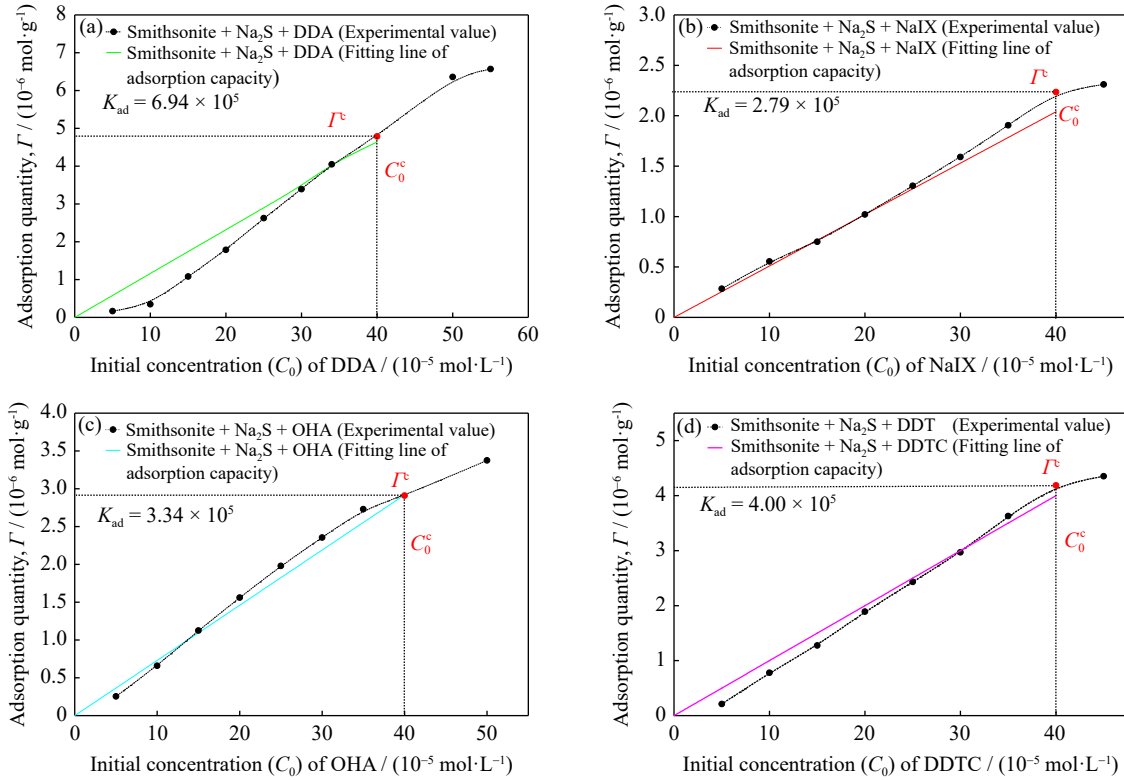 (a)
Smithsonite + Na₂S + DDA (Experimental value)
Smithsonite + Na₂S + DDA (Fitting line of
adsorption capacity)
K_ad = 6.94 × 10⁵
Γᶜ
C₀ᶜ
Adsorption quantity, Γ / (10⁻⁶ mol·g⁻¹)
8
7
6
5
4
3
2
1
0
0 10 20 30 40 50 60
Initial concentration (C₀) of DDA / (10⁻⁵ mol·L⁻¹)
(b)
Smithsonite + Na₂S + NaIX (Experimental value)
Smithsonite + Na₂S + NaIX (Fitting line of
adsorption capacity)
K_ad = 2.79 × 10⁵
Γᶜ
C₀ᶜ
Adsorption quantity, Γ / (10⁻⁶ mol·g⁻¹)
3.0
2.5
2.0
1.5
1.0
0.5
0
0 10 20 30 40
Initial concentration (C₀) of NaIX / (10⁻⁵ mol·L⁻¹)
(c)
Smithsonite + Na₂S + OHA (Experimental value)
Smithsonite + Na₂S + OHA (Fitting line of
adsorption capacity)
K_ad = 3.34 × 10⁵
Γᶜ
C₀ᶜ
Adsorption quantity, Γ / (10⁻⁶ mol·g⁻¹)
4.0
3.5
3.0
2.5
2.0
1.5
1.0
0.5
0
0 10 20 30 40 50
Initial concentration (C₀) of OHA / (10⁻⁵ mol·L⁻¹)
(d)
Smithsonite + Na₂S + DDT (Experimental value)
Smithsonite + Na₂S + DDTC (Fitting line of
adsorption capacity)
K_ad = 4.00 × 10⁵
Γᶜ
C₀ᶜ
Adsorption quantity, Γ / (10⁻⁶ mol·g⁻¹)
5
4
3
2
1
0
0 10 20 30 40
Initial concentration (C₀) of DDTC / (10⁻⁵ mol·L⁻¹)